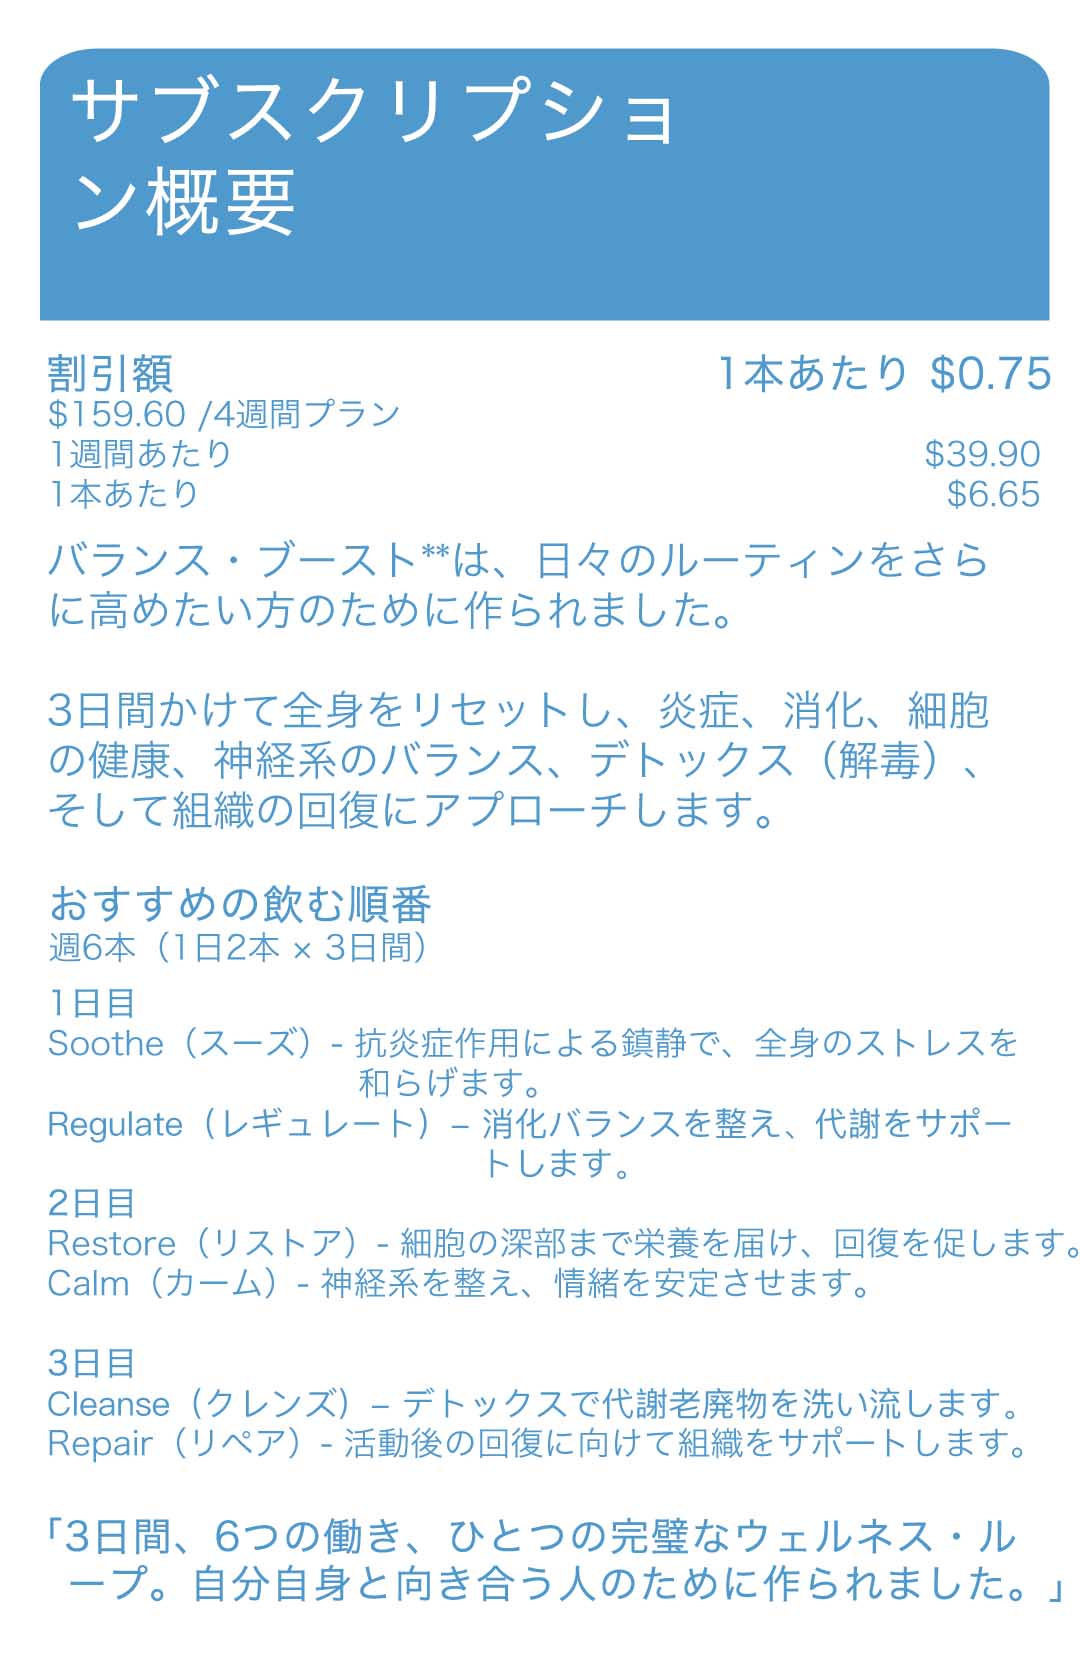 サブスクリプショ
ン概要
割引額 1本あたり $0.75
$159.60 /4週間プラン
1週間あたり $39.90
1本あたり $6.65
バランス・ブースト**は、日々のルーティンをさら
に高めたい方のために作られました。
3日間かけて全身をリセットし、炎症、消化、細胞
の健康、神経系のバランス、デトックス（解毒）、
そして組織の回復にアプローチします。
おすすめの飲む順番
週6本（1日2本 × 3日間）
1日目
Soothe（スーズ）- 抗炎症作用による鎮静で、全身のストレスを
和らげます。
Regulate（レギュレート）– 消化バランスを整え、代謝をサポー
トします。
2日目
Restore（リストア）- 細胞の深部まで栄養を届け、回復を促します。
Calm（カーム）- 神経系を整え、情緒を安定させます。
3日目
Cleanse（クレンズ）– デトックスで代謝老廃物を洗い流します。
Repair（リペア）- 活動後の回復に向けて組織をサポートします。
「3日間、6つの働き、ひとつの完璧なウェルネス・ル
ープ。自分自身と向き合う人のために作られました。」